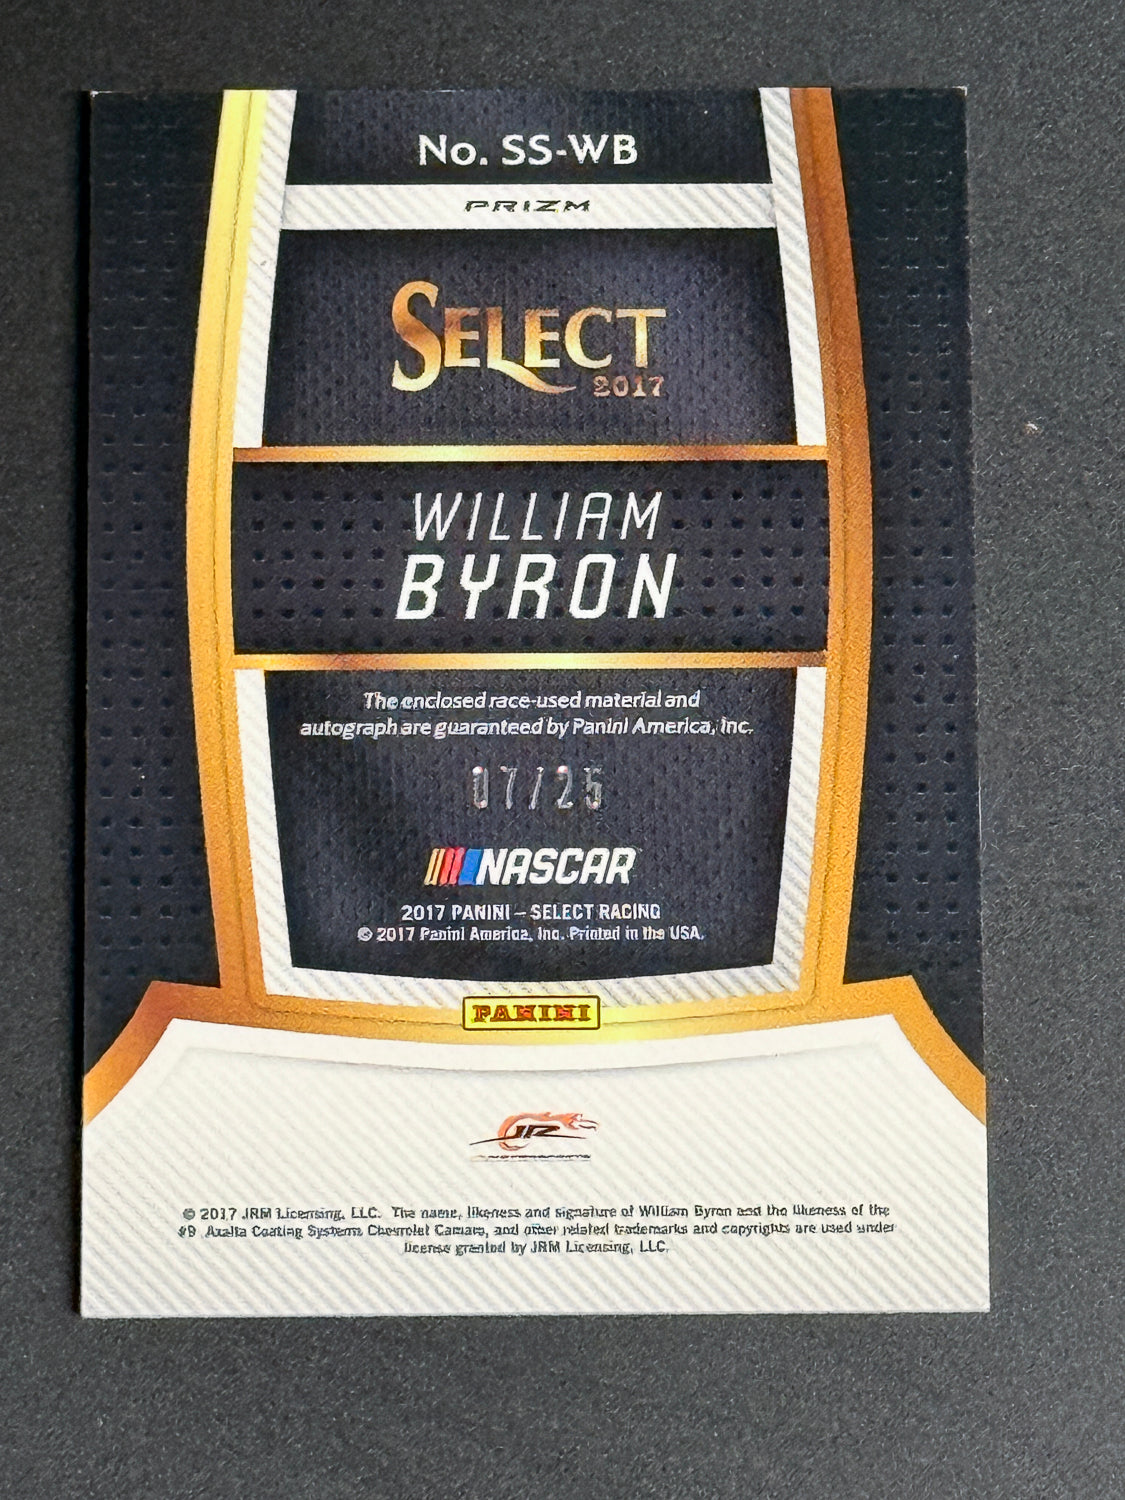 No. SS-WB
PRIZM
SELECT
2017
WILLIAM
BYRON
The enclosed race-used material and
autograph are guaranteed by Panini America, Inc.
07/25
NASCAR
2017 PANINI – SELECT RACING
© 2017 Panini America, Inc. Printed in the USA.
PANINI
JR
MOTORSPORTS
© 2017 JRM Licensing, LLC. The name, likeness and signature of William Byron and the likeness of the
#9 Axalta Coating Systems Chevrolet Camaro, and other related trademarks and copyrights are used under
license granted by JRM Licensing, LLC.